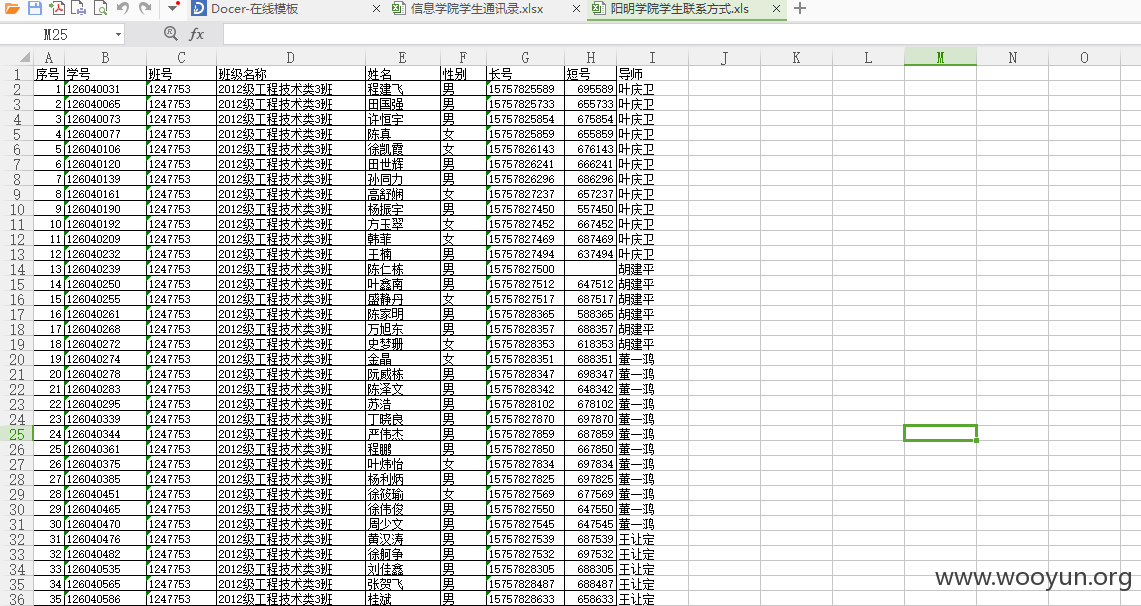 Docer-在线模板 信息学院学生通讯录.xlsx 阳明学院学生联系方式.xls
M25 fx
A B C D E F G H I J K L M N O
1 序号 学号 班号 班级名称 姓名 性别 长号 短号 导师
2 1 126040031 1247753 2012级工程技术类3班 程建飞 男 15757825589 695589 叶庆卫
3 2 126040065 1247753 2012级工程技术类3班 田国强 男 15757825733 655733 叶庆卫
4 3 126040073 1247753 2012级工程技术类3班 许恒宇 男 15757825854 675854 叶庆卫
5 4 126040077 1247753 2012级工程技术类3班 陈真 女 15757825859 655859 叶庆卫
6 5 126040106 1247753 2012级工程技术类3班 徐凯霞 女 15757826143 676143 叶庆卫
7 6 126040120 1247753 2012级工程技术类3班 田世辉 男 15757826241 666241 叶庆卫
8 7 126040139 1247753 2012级工程技术类3班 孙同力 男 15757826296 686296 叶庆卫
9 8 126040161 1247753 2012级工程技术类3班 高舒娴 女 15757827237 657237 叶庆卫
10 9 126040190 1247753 2012级工程技术类3班 杨振宇 男 15757827450 557450 叶庆卫
11 10 126040192 1247753 2012级工程技术类3班 方玉翠 女 15757827452 667452 叶庆卫
12 11 126040209 1247753 2012级工程技术类3班 韩菲 女 15757827469 687469 叶庆卫
13 12 126040232 1247753 2012级工程技术类3班 王楠 男 15757827494 637494 叶庆卫
14 13 126040239 1247753 2012级工程技术类3班 陈仁栋 男 15757827500 胡建平
15 14 126040250 1247753 2012级工程技术类3班 叶鑫南 男 15757827512 647512 胡建平
16 15 126040255 1247753 2012级工程技术类3班 盛静丹 女 15757827517 687517 胡建平
17 16 126040261 1247753 2012级工程技术类3班 陈家明 男 15757828365 588365 胡建平
18 17 126040268 1247753 2012级工程技术类3班 万旭东 男 15757828357 688357 胡建平
19 18 126040272 1247753 2012级工程技术类3班 史梦珊 女 15757828353 618353 胡建平
20 19 126040274 1247753 2012级工程技术类3班 金晶 女 15757828351 688351 董一鸿
21 20 126040278 1247753 2012级工程技术类3班 阮威栋 男 15757828347 698347 董一鸿
22 21 126040283 1247753 2012级工程技术类3班 陈泽文 男 15757828342 648342 董一鸿
23 22 126040295 1247753 2012级工程技术类3班 苏浩 男 15757828102 678102 董一鸿
24 23 126040339 1247753 2012级工程技术类3班 丁晓良 男 15757827870 697870 董一鸿
25 24 126040344 1247753 2012级工程技术类3班 严伟杰 男 15757827859 687859 董一鸿
26 25 126040361 1247753 2012级工程技术类3班 程鹏 男 15757827850 667850 董一鸿
27 26 126040375 1247753 2012级工程技术类3班 叶炜怡 女 15757827834 697834 董一鸿
28 27 126040385 1247753 2012级工程技术类3班 杨利炳 男 15757827825 697825 董一鸿
29 28 126040451 1247753 2012级工程技术类3班 徐筱瑜 女 15757827569 677569 董一鸿
30 29 126040465 1247753 2012级工程技术类3班 徐伟俊 男 15757827550 647550 董一鸿
31 30 126040470 1247753 2012级工程技术类3班 周少文 男 15757827545 647545 董一鸿
32 31 126040476 1247753 2012级工程技术类3班 黄汉涛 男 15757827539 687539 王让定
33 32 126040482 1247753 2012级工程技术类3班 徐舸争 男 15757827532 697532 王让定
34 33 126040535 1247753 2012级工程技术类3班 刘佳鑫 男 15757828305 688305 王让定
35 34 126040565 1247753 2012级工程技术类3班 张贺飞 男 15757828487 688487 王让定
36 35 126040586 1247753 2012级工程技术类3班 桂斌 男 15757828633 658633 王让定
www.wooyun.org